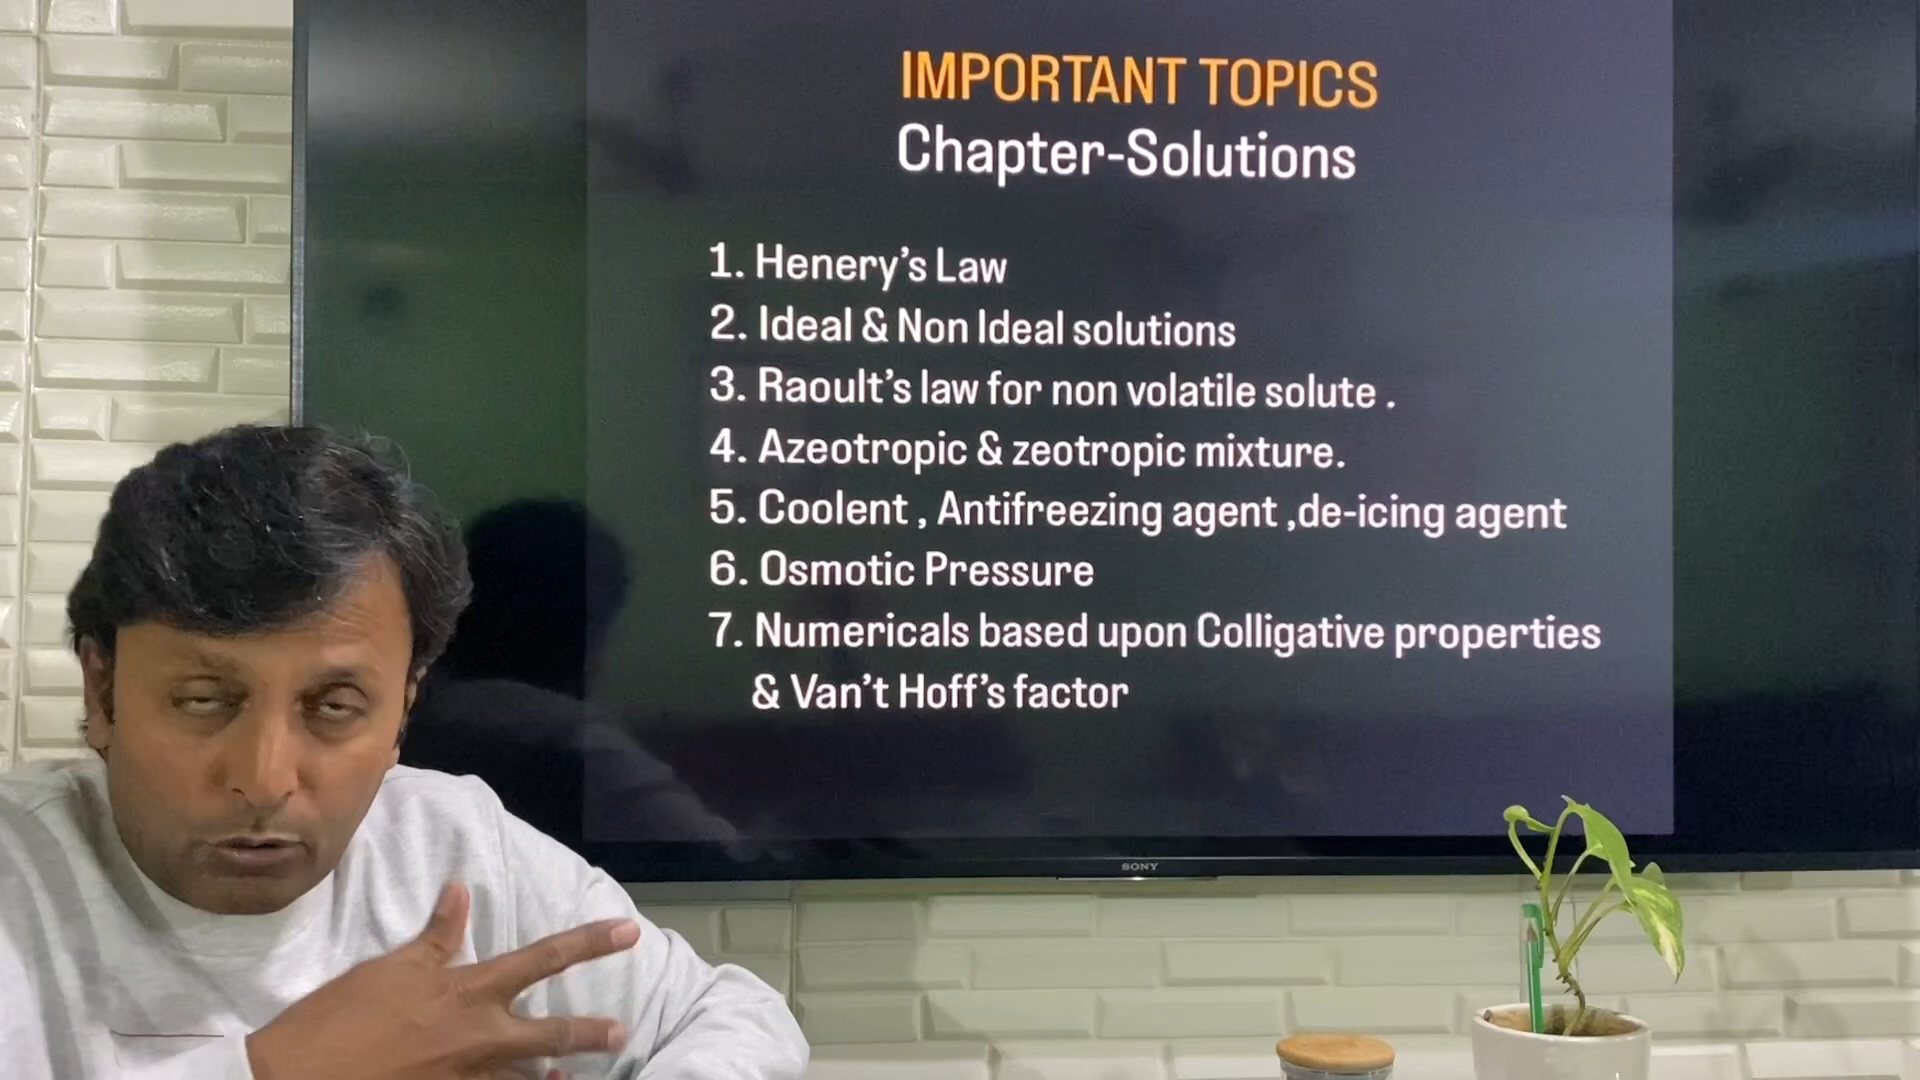 IMPORTANT TOPICS
Chapter-Solutions
1. Henery's Law
2. Ideal & Non Ideal solutions
3. Raoult's law for non volatile solute .
4. Azeotropic & zeotropic mixture.
5. Coolent , Antifreezing agent ,de-icing agent
6. Osmotic Pressure
7. Numericals based upon Colligative properties
& Van't Hoff's factor
SONY